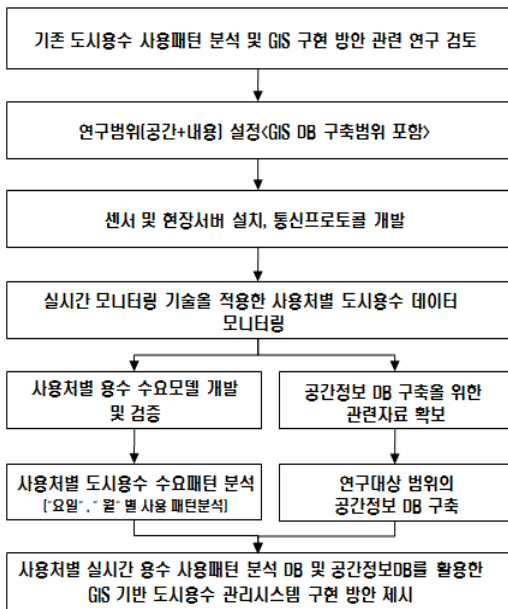 기존 도시용수 사용패턴 분석 및 GIS 구현 방안 관련 연구 검토
연구범위(공간+내용) 설정<GIS DB 구축범위 포함>
센서 및 현장서버 설치, 통신프로토콜 개발
실시간 모니터링 기술을 적용한 사용처별 도시용수 데이터
모니터링
사용처별 용수 수요모델 개발
및 검증
공간정보 DB 구축을 위한
관련자료 확보
사용처별 도시용수 수요패턴 분석
("요일", "월"별 사용 패턴분석)
연구대상 범위의
공간정보 DB 구축
사용처별 실시간 용수 사용패턴 분석 DB 및 공간정보DB를 활용한
GIS 기반 도시용수 관리시스템 구현 방안 제시